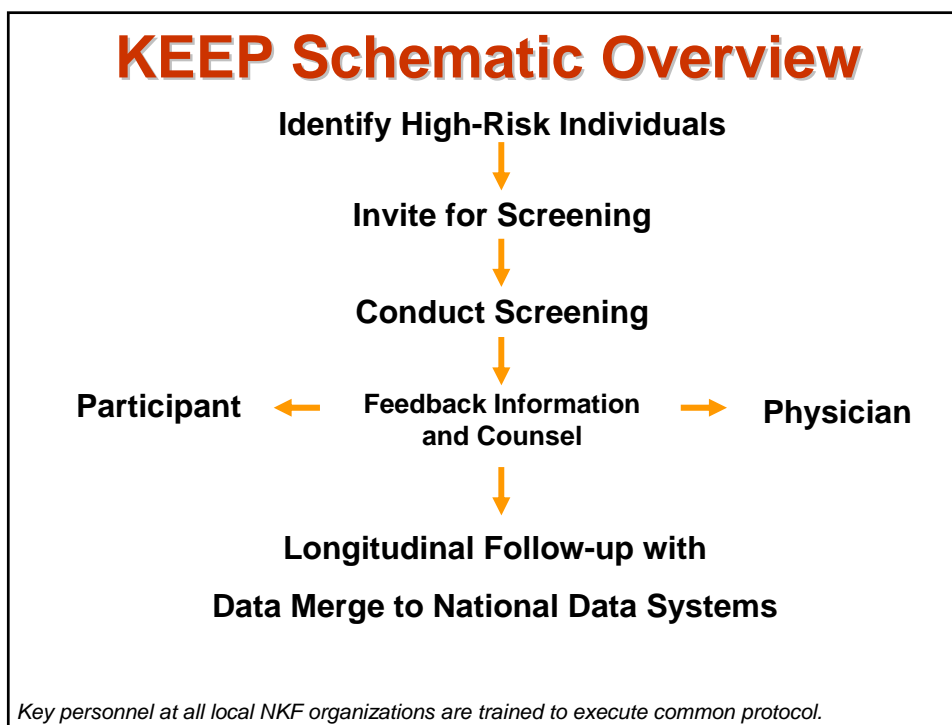 KEEP Schematic Overview
Identify High-Risk Individuals
Invite for Screening
Conduct Screening
Participant
Feedback Information
and Counsel
Physician
Longitudinal Follow-up with
Data Merge to National Data Systems
Key personnel at all local NKF organizations are trained to execute common protocol.